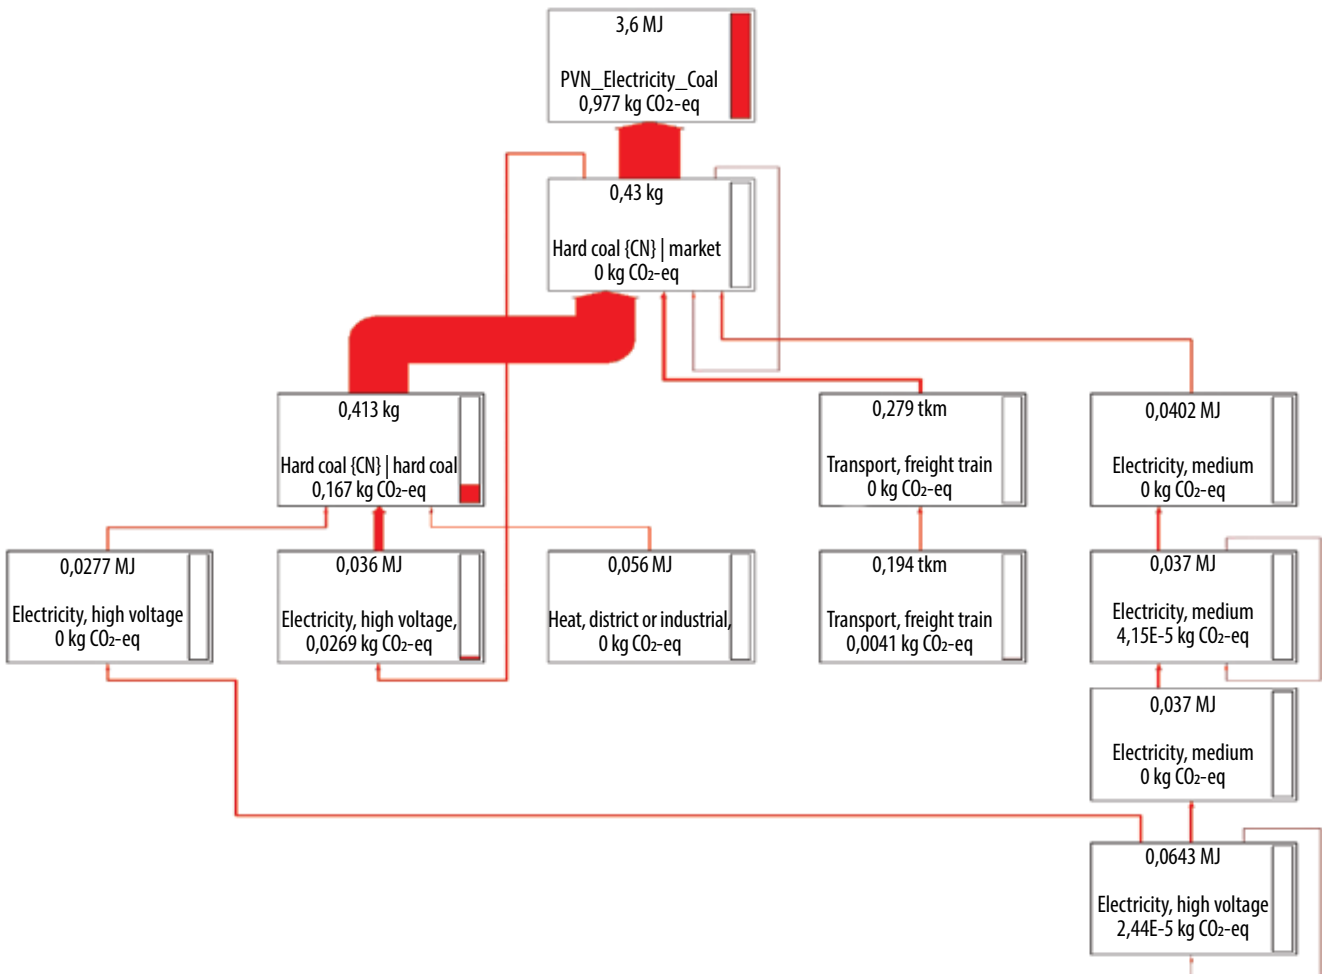 3,6 MJ
PVN_Electricity_Coal
0,977 kg CO₂-eq
0,43 kg
Hard coal {CN} | market
0 kg CO₂-eq
0,413 kg
Hard coal {CN} | hard coal
0,167 kg CO₂-eq
0,279 tkm
Transport, freight train
0 kg CO₂-eq
0,0402 MJ
Electricity, medium
0 kg CO₂-eq
0,0277 MJ
Electricity, high voltage
0 kg CO₂-eq
0,036 MJ
Electricity, high voltage,
0,0269 kg CO₂-eq
0,056 MJ
Heat, district or industrial,
0 kg CO₂-eq
0,194 tkm
Transport, freight train
0,0041 kg CO₂-eq
0,037 MJ
Electricity, medium
4,15E-5 kg CO₂-eq
0,037 MJ
Electricity, medium
0 kg CO₂-eq
0,0643 MJ
Electricity, high voltage
2,44E-5 kg CO₂-eq